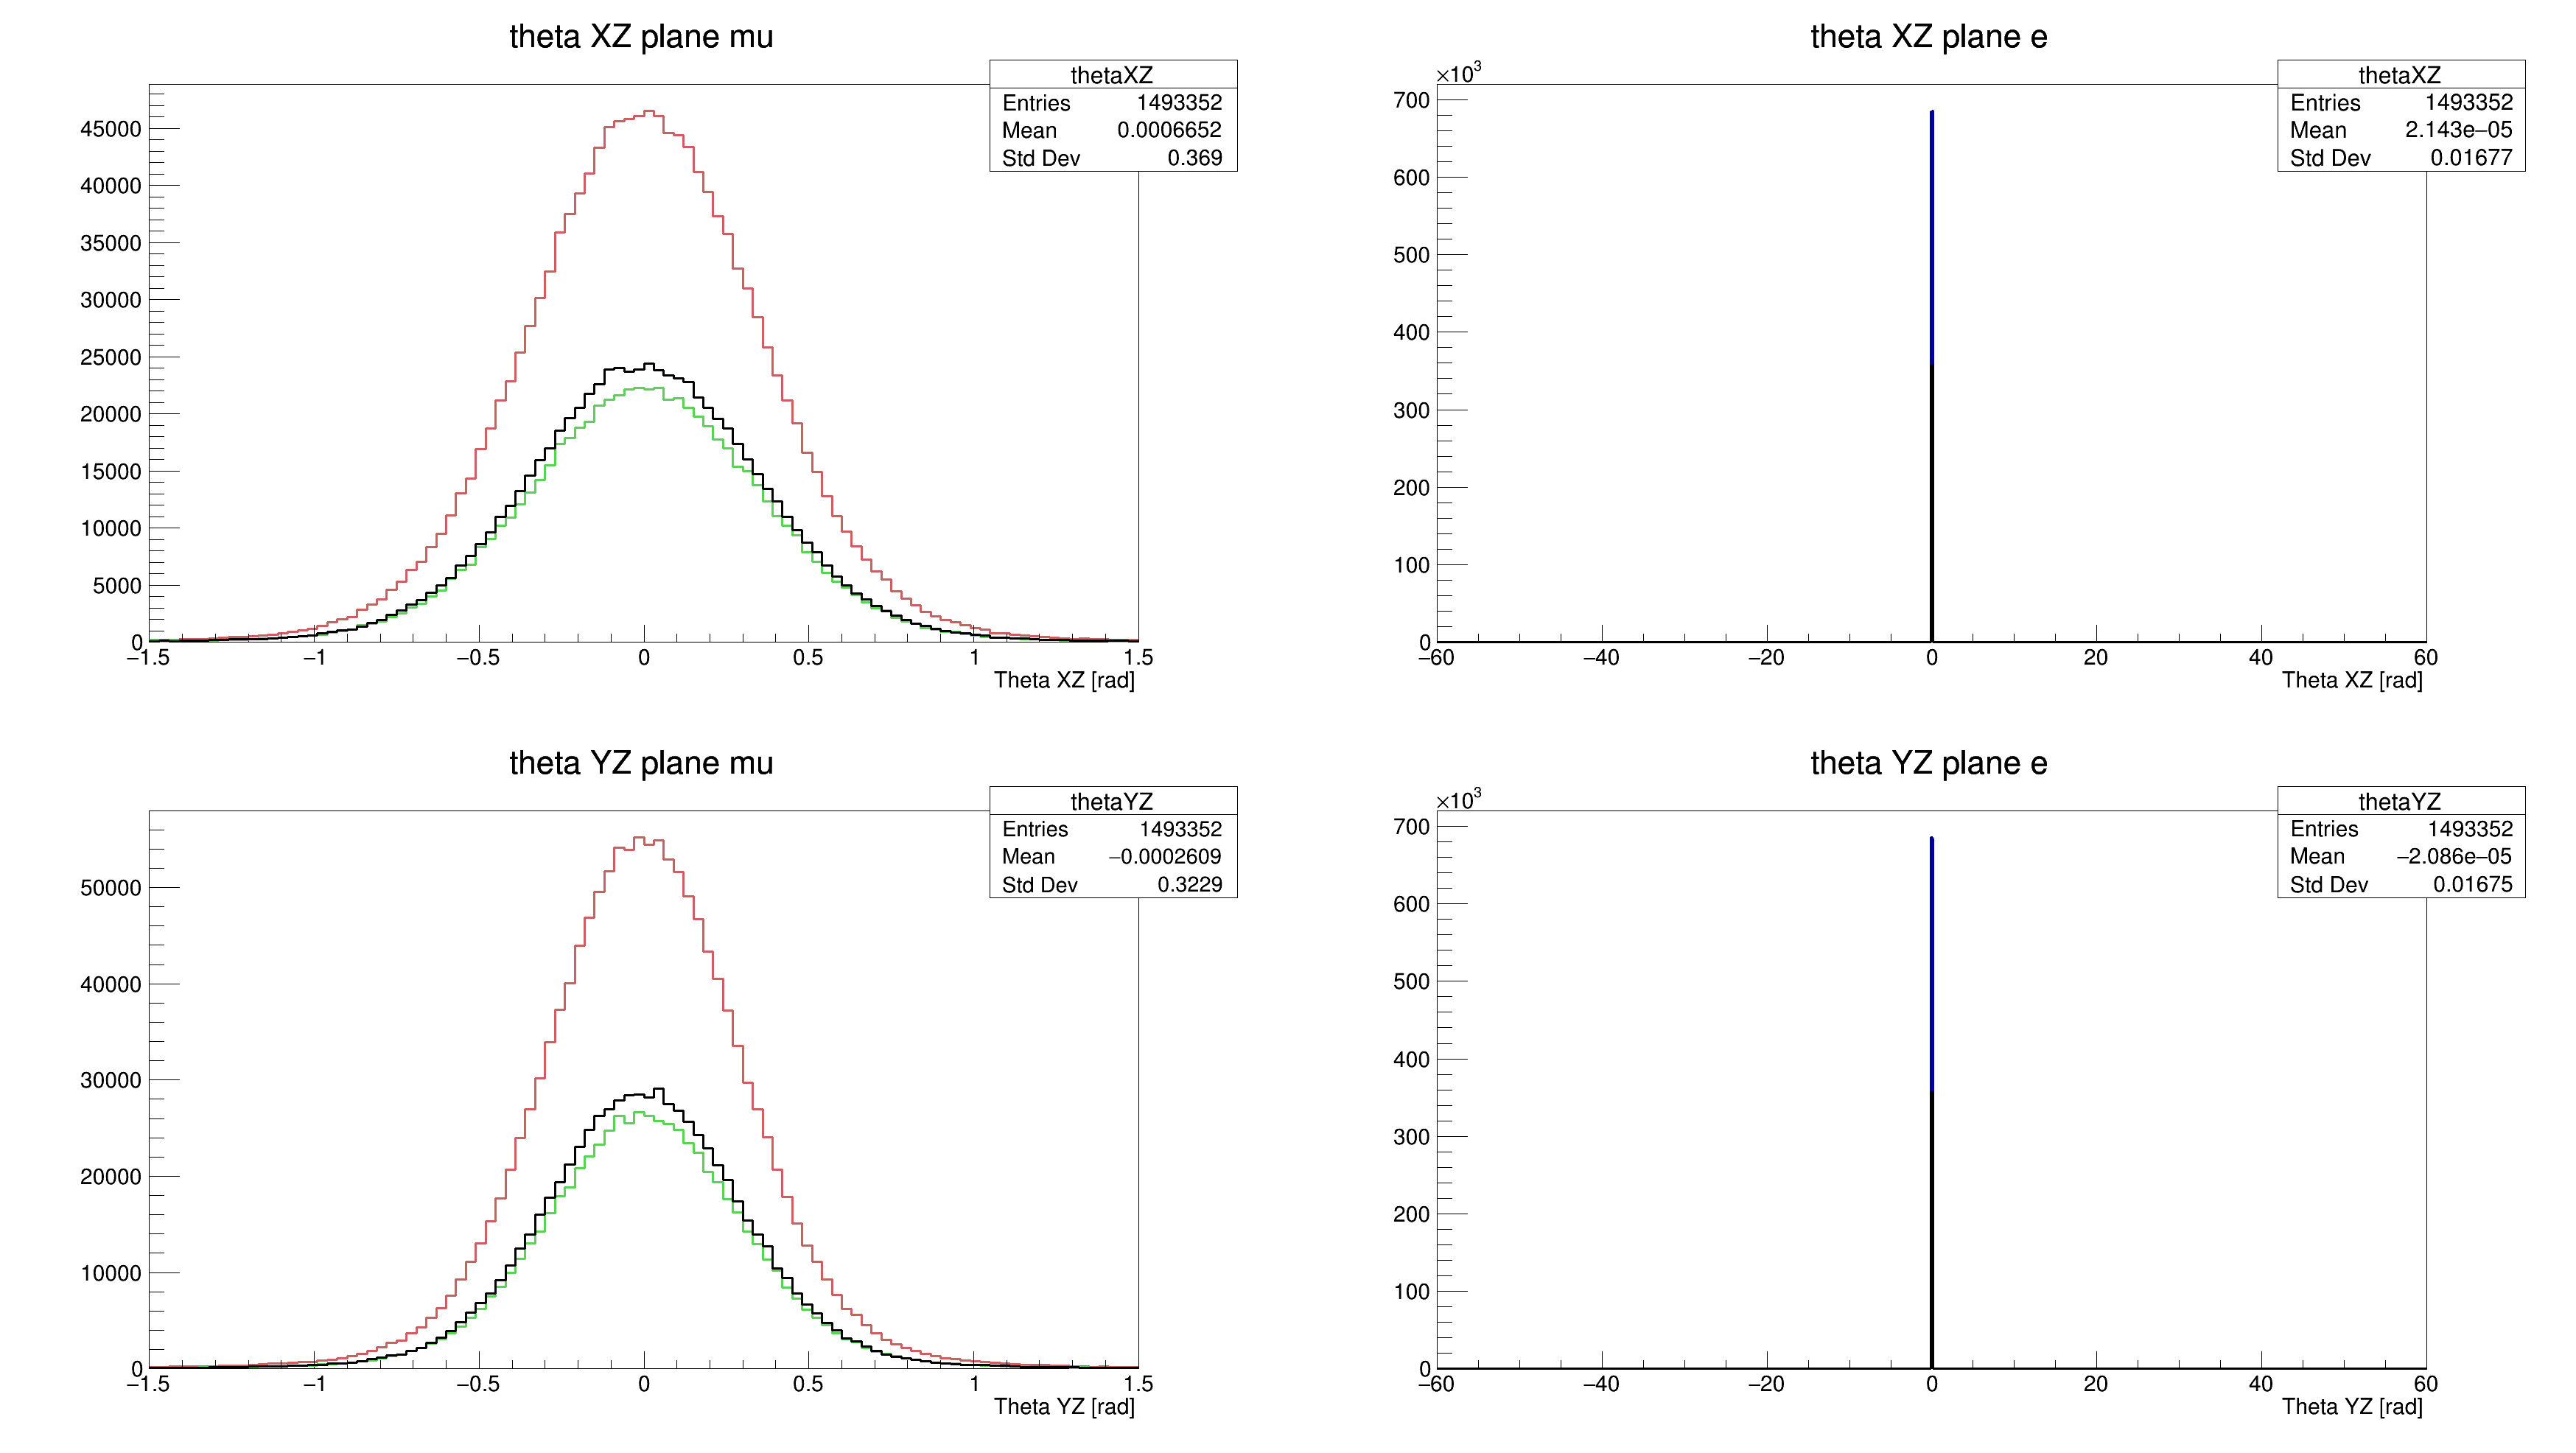 theta XZ plane mu
thetaXZ
Entries 1493352
Mean 0.0006652
Std Dev 0.369
45000
40000
35000
30000
25000
20000
15000
10000
5000
0
−1.5 −1 −0.5 0 0.5 1 1.5
Theta XZ [rad]
theta XZ plane e
×10³
thetaXZ
Entries 1493352
Mean 2.143e−05
Std Dev 0.01677
700
600
500
400
300
200
100
0
−60 −40 −20 0 20 40 60
Theta XZ [rad]
theta YZ plane mu
thetaYZ
Entries 1493352
Mean −0.0002609
Std Dev 0.3229
50000
40000
30000
20000
10000
0
−1.5 −1 −0.5 0 0.5 1 1.5
Theta YZ [rad]
theta YZ plane e
×10³
thetaYZ
Entries 1493352
Mean −2.086e−05
Std Dev 0.01675
700
600
500
400
300
200
100
0
−60 −40 −20 0 20 40 60
Theta YZ [rad]